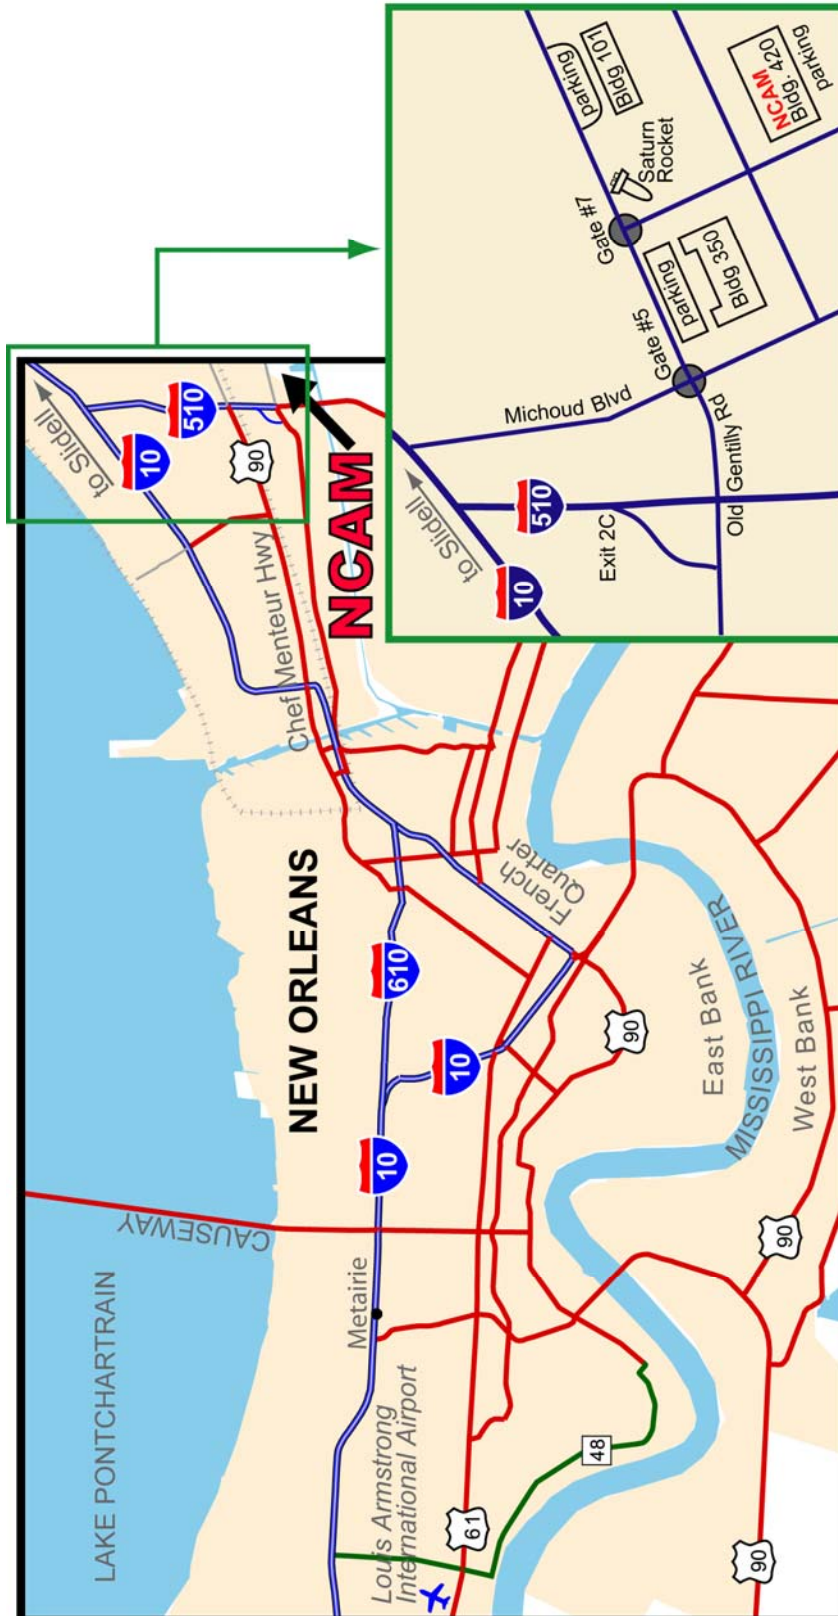 LAKE PONTCHARTRAIN
CAUSEWAY
NEW ORLEANS
Metairie
Louis Armstrong
International Airport
61
48
90
90
10
10
610
90
French
Quarter
East Bank
MISSISSIPPI RIVER
West Bank
Chef Menteur Hwy
90
10
510
to Slidell
NCAM
10
to Slidell
510
Exit 2C
Michoud Blvd
Old Gentilly Rd
Gate #5
Gate #7
parking
Bldg 350
Saturn
Rocket
parking
Bldg 101
NCAM
Bldg. 420
parking